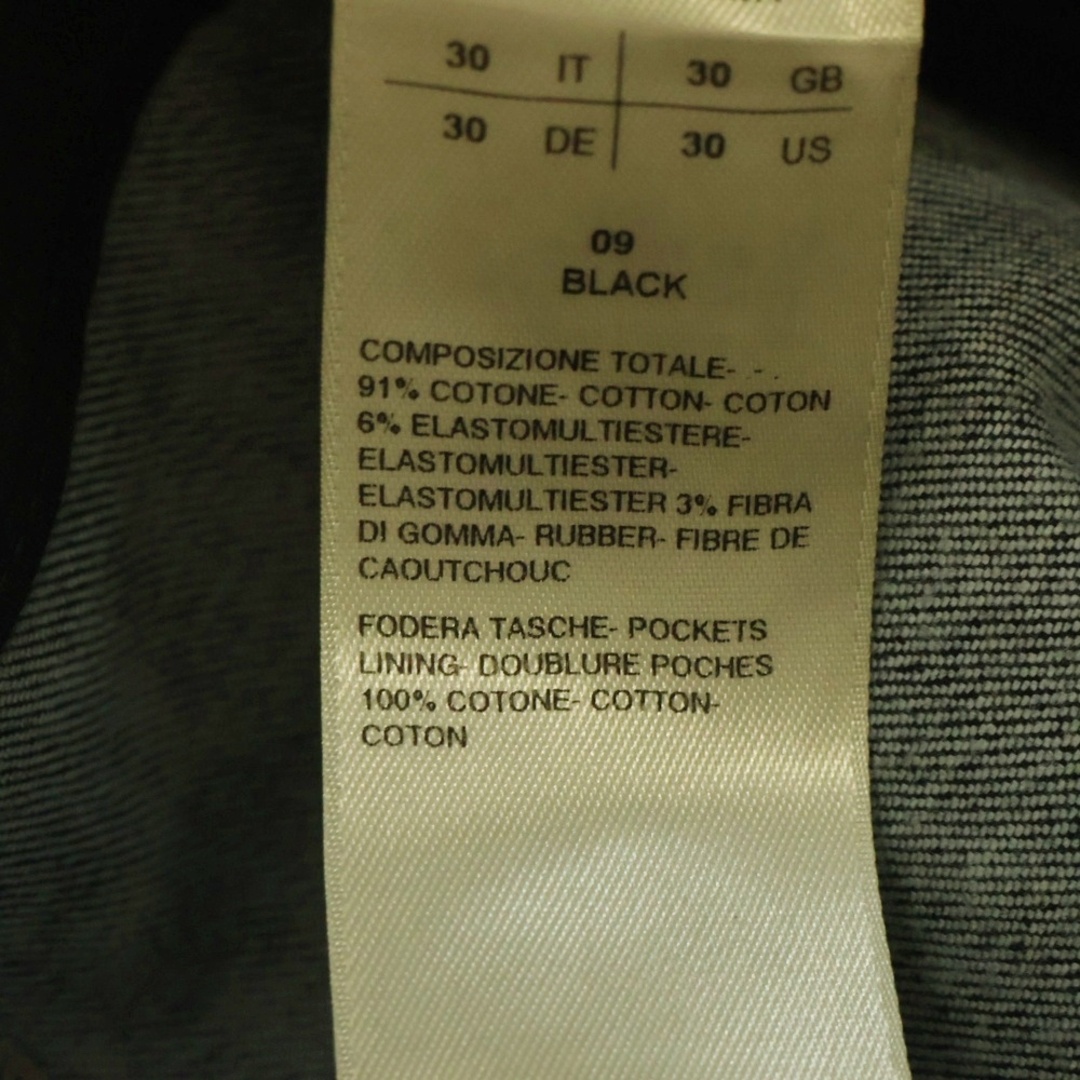 30 IT 30 GB
30 DE 30 US
09
BLACK
COMPOSIZIONE TOTALE- - -
91% COTONE- COTTON- COTON
6% ELASTOMULTIESTERE-
ELASTOMULTIESTER-
ELASTOMULTIESTER 3% FIBRA
DI GOMMA- RUBBER- FIBRE DE
CAOUTCHOUC
FODERA TASCHE- POCKETS
LINING- DOUBLURE POCHES
100% COTONE- COTTON-
COTON